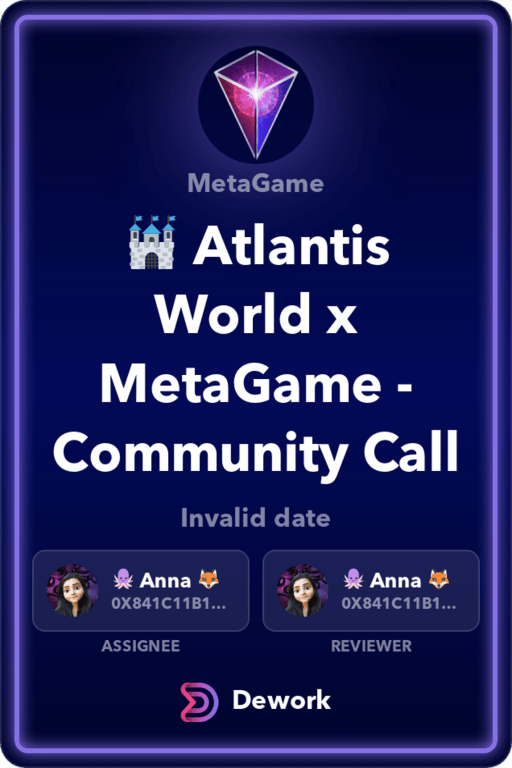 MetaGame
🏰 Atlantis
World x
MetaGame -
Community Call
Invalid date
🐙 Anna 🦊
0X841C11B1...
ASSIGNEE
🐙 Anna 🦊
0X841C11B1...
REVIEWER
Dework